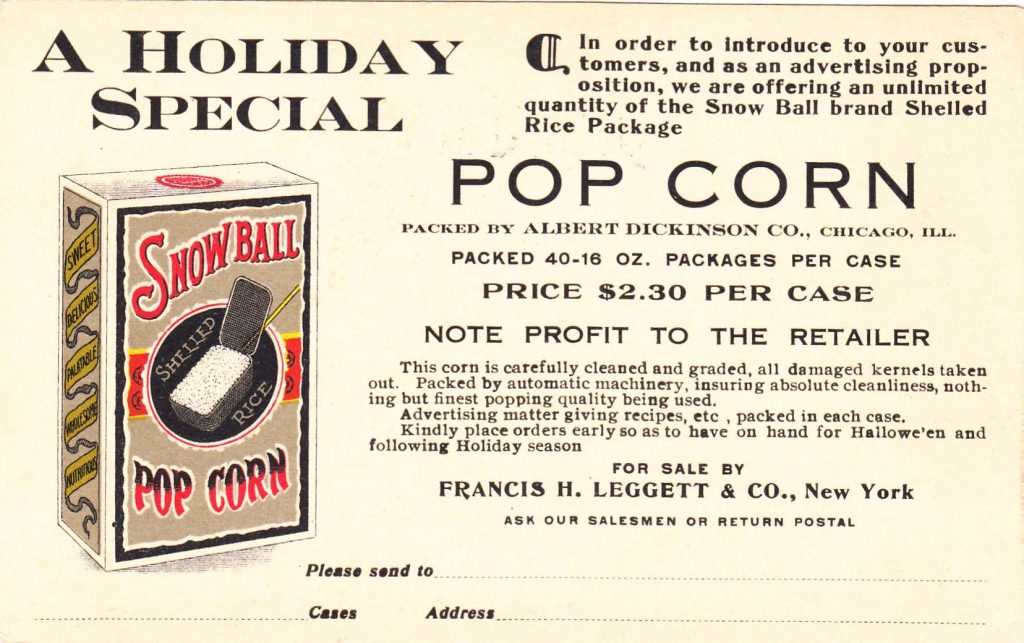 A HOLIDAY
SPECIAL
In order to introduce to your cus-
tomers, and as an advertising prop-
osition, we are offering an unlimited
quantity of the Snow Ball brand Shelled
Rice Package
POP CORN
PACKED BY ALBERT DICKINSON CO., CHICAGO, ILL.
PACKED 40-16 OZ. PACKAGES PER CASE
PRICE $2.30 PER CASE
NOTE PROFIT TO THE RETAILER
This corn is carefully cleaned and graded, all damaged kernels taken
out. Packed by automatic machinery, insuring absolute cleanliness, noth-
ing but finest popping quality being used.
Advertising matter giving recipes, etc , packed in each case.
Kindly place orders early so as to have on hand for Hallowe'en and
following Holiday season
FOR SALE BY
FRANCIS H. LEGGETT & CO., New York
ASK OUR SALESMEN OR RETURN POSTAL
SWEET
DELICIOUS
PALATABLE
WHOLESOME
NUTRITIOUS
SNOW BALL
SHELLED
RICE
POP CORN
Please send to
Cases Address